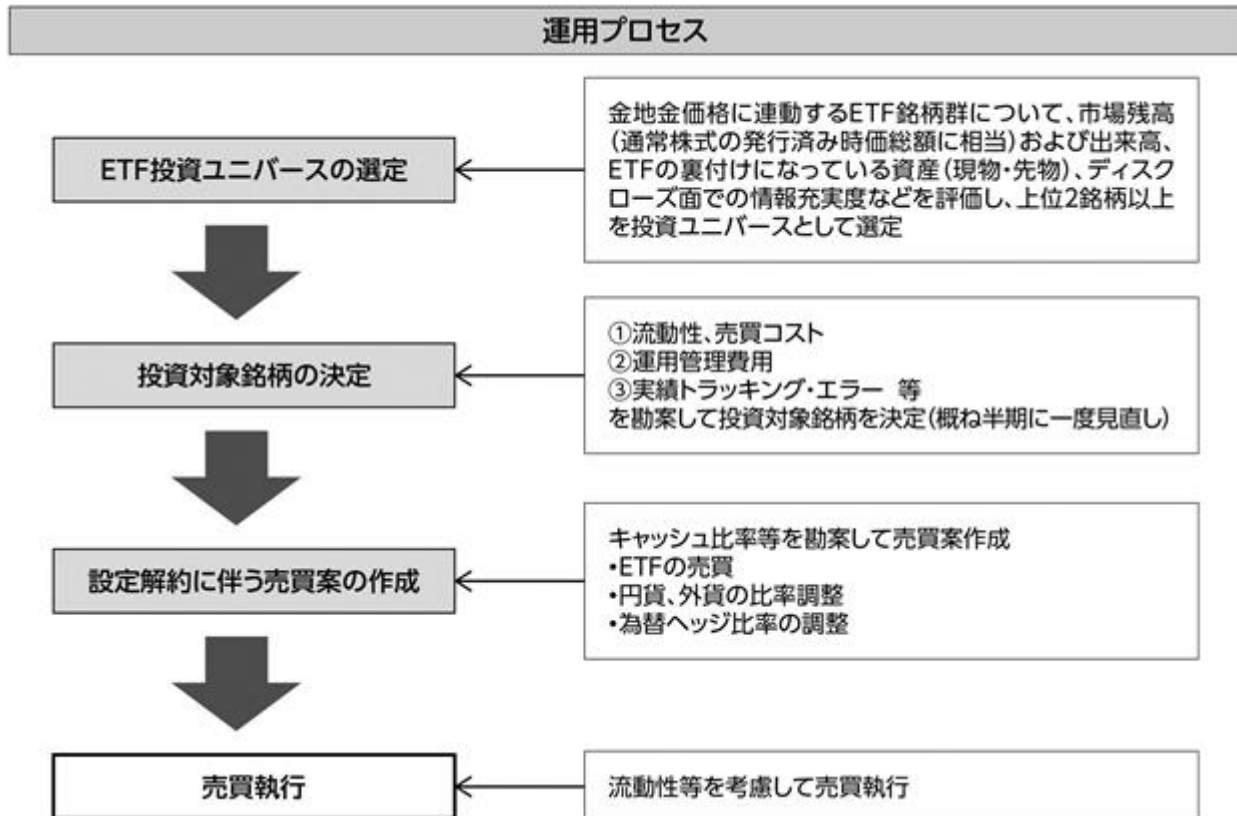 運用プロセス
ETF投資ユニバースの選定
金地金価格に連動するETF銘柄群について、市場残高
(通常株式の発行済み時価総額に相当)および出来高、
ETFの裏付けになっている資産(現物・先物)、ディスク
ローズ面での情報充実度などを評価し、上位2銘柄以上
を投資ユニバースとして選定
投資対象銘柄の決定
①流動性、売買コスト
②運用管理費用
③実績トラッキング・エラー 等
を勘案して投資対象銘柄を決定(概ね半期に一度見直し)
設定解約に伴う売買案の作成
キャッシュ比率等を勘案して売買案作成
・ETFの売買
・円貨、外貨の比率調整
・為替ヘッジ比率の調整
売買執行
流動性等を考慮して売買執行